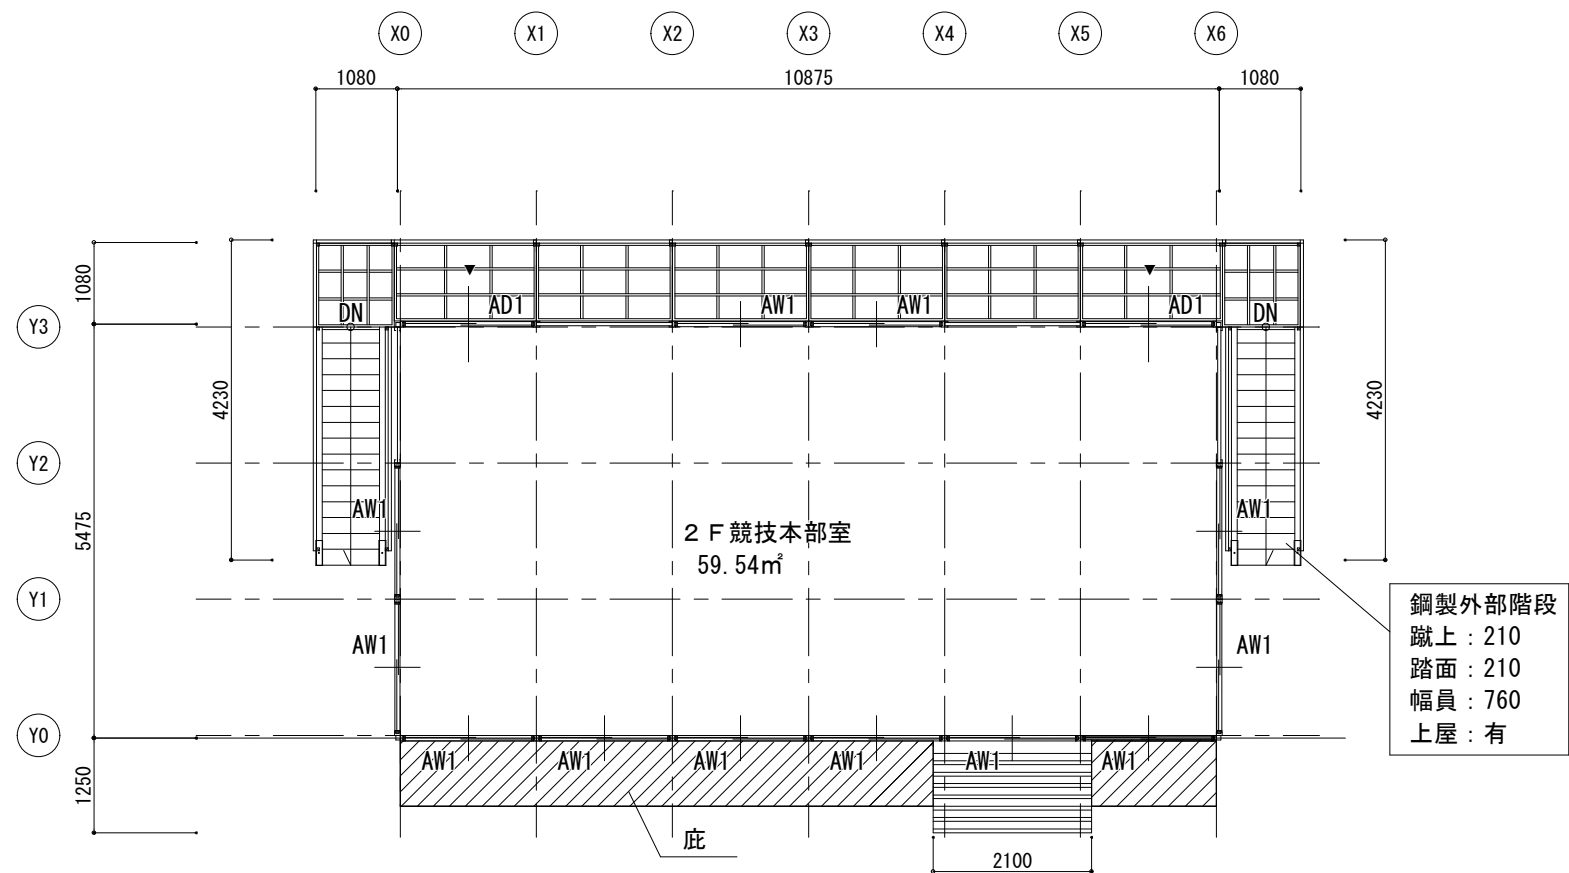 X0 X1 X2 X3 X4 X5 X6
1080 10875 1080
1080
AD1 AW1 AW1 AD1
DN DN
Y3
4230 4230
Y2
5475
AW1 AW1
２Ｆ競技本部室
59.54㎡
Y1
鋼製外部階段
蹴上：210
踏面：210
幅員：760
上屋：有
AW1 AW1
Y0
AW1 AW1 AW1 AW1 AW1 AW1
1250
庇
2100